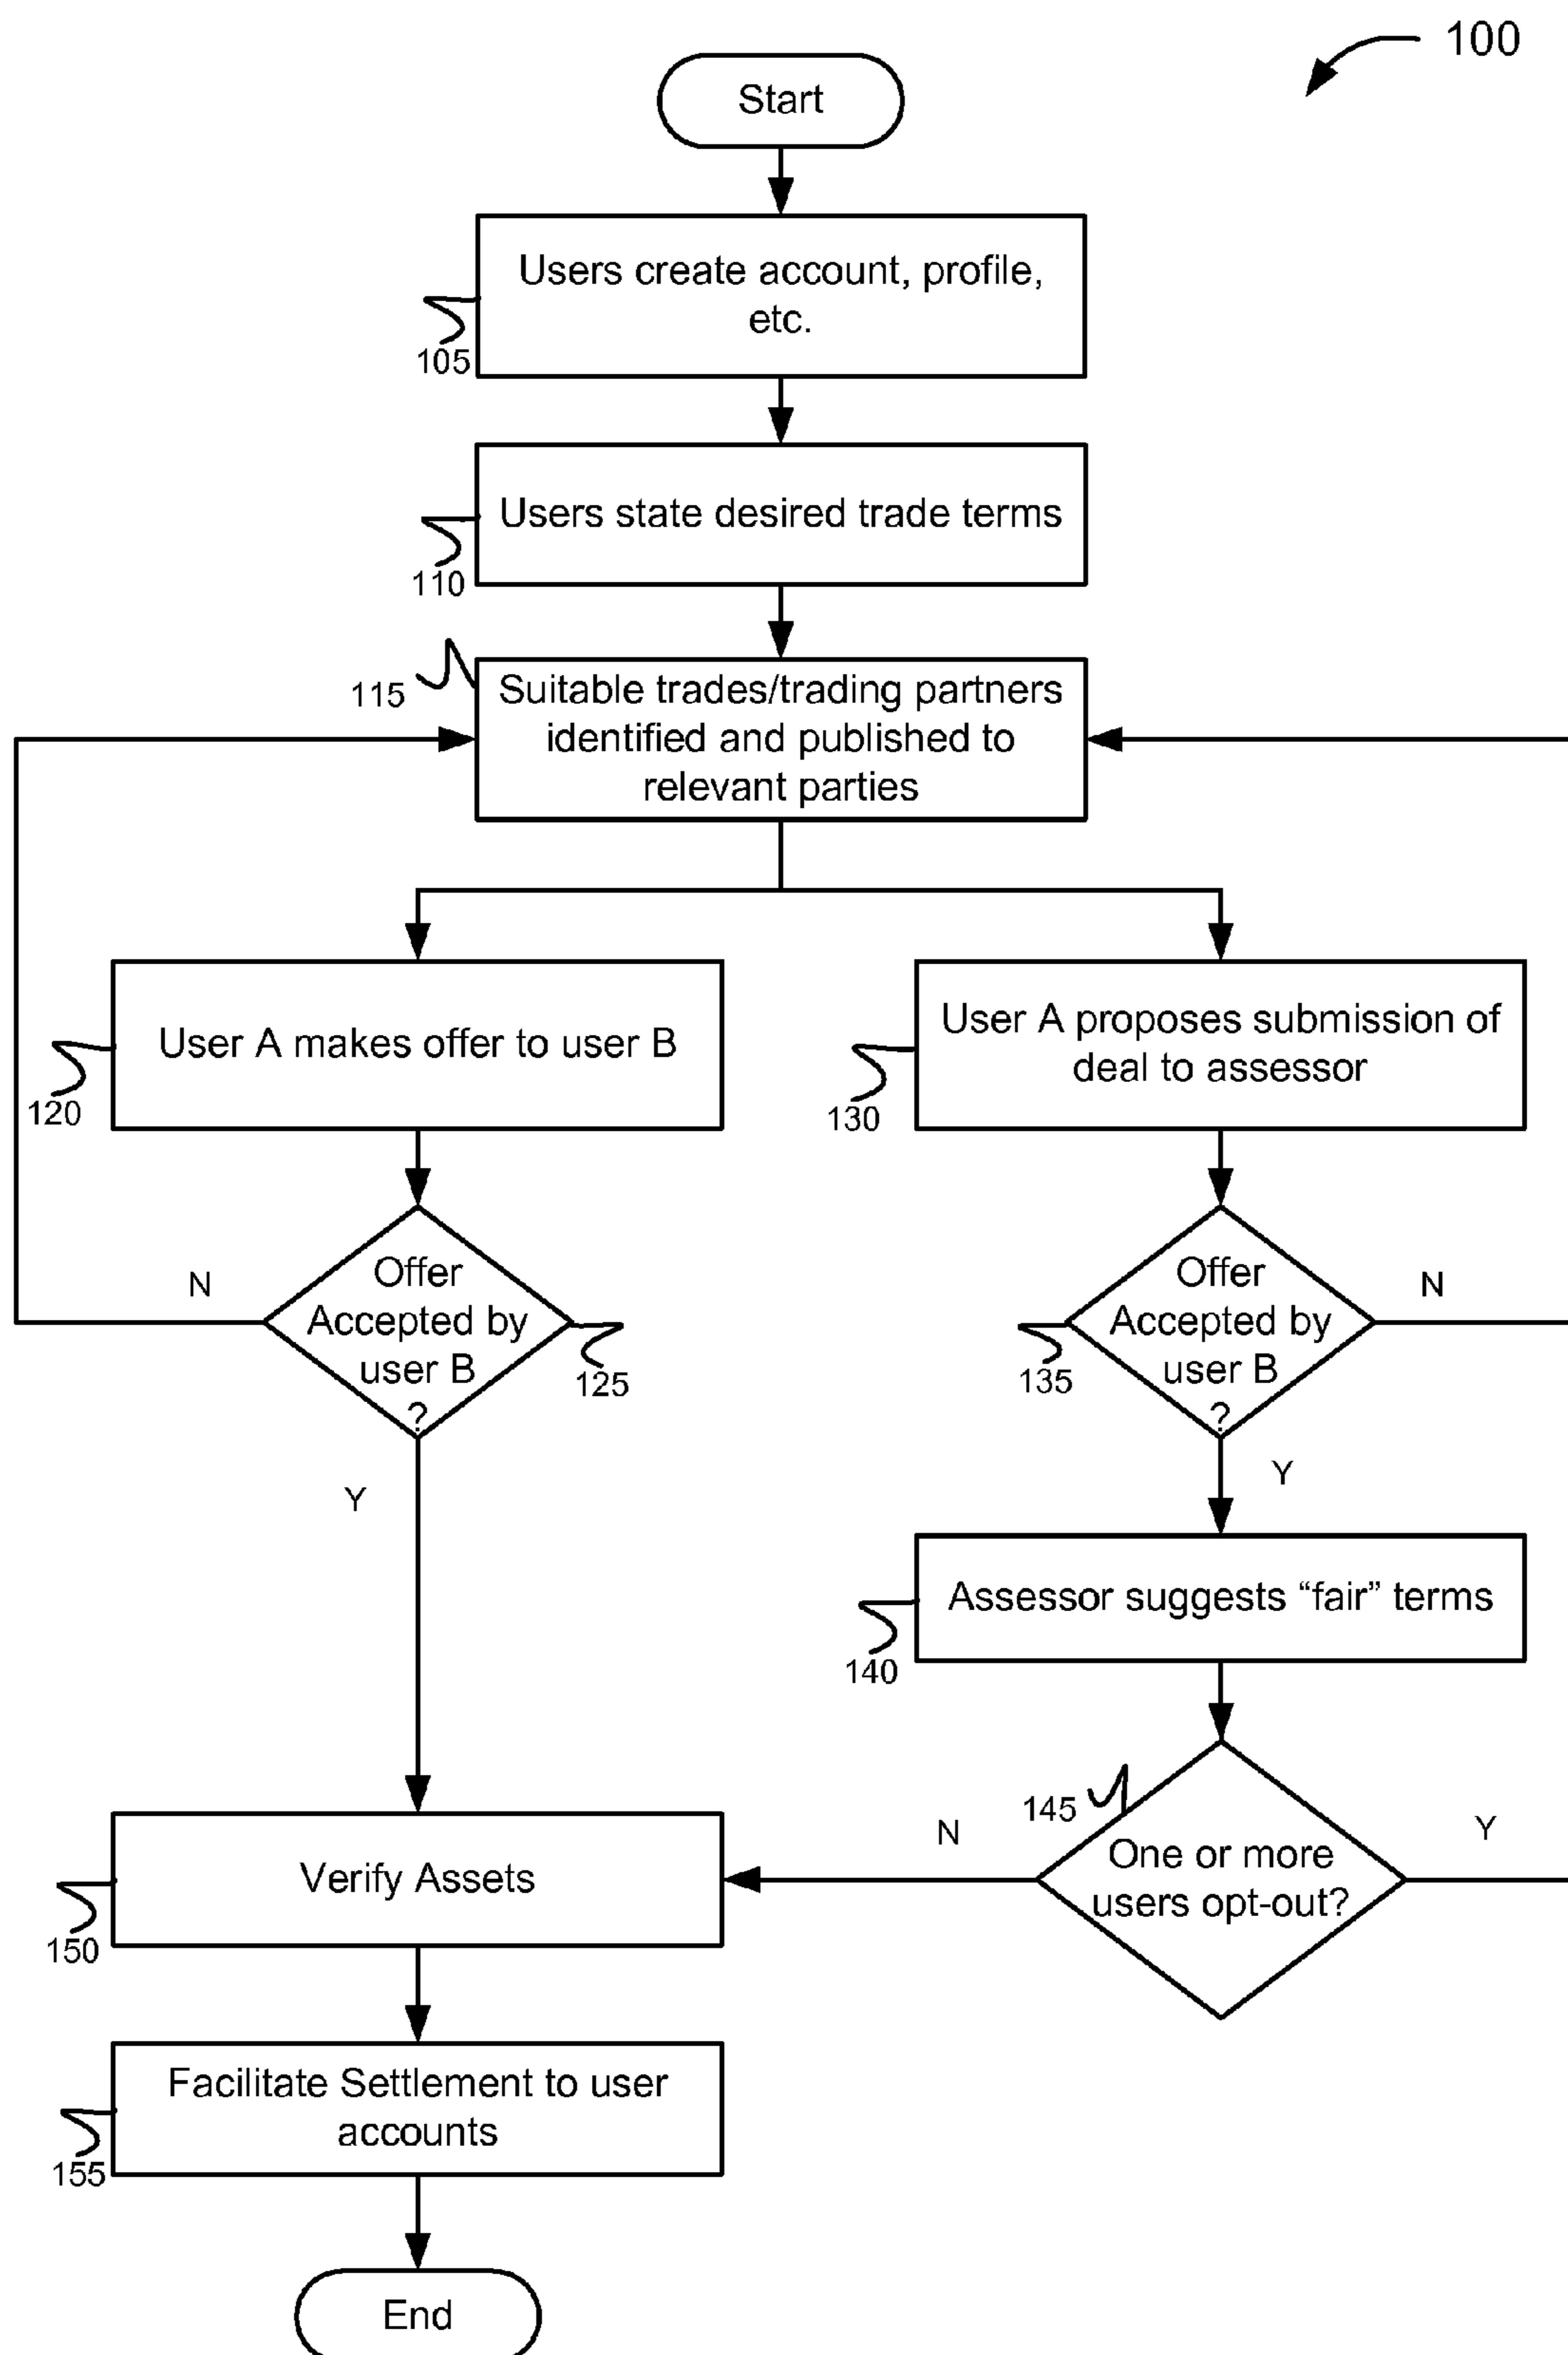 100
Start
Users create account, profile,
etc.
105
Users state desired trade terms
110
115
Suitable trades/trading partners
identified and published to
relevant parties
User A makes offer to user B
120
User A proposes submission of
deal to assessor
130
Offer
Accepted by
user B
?
N
125
Y
Offer
Accepted by
user B
?
N
135
Y
Assessor suggests “fair” terms
140
145
One or more
users opt-out?
N
Y
Verify Assets
150
Facilitate Settlement to user
accounts
155
End